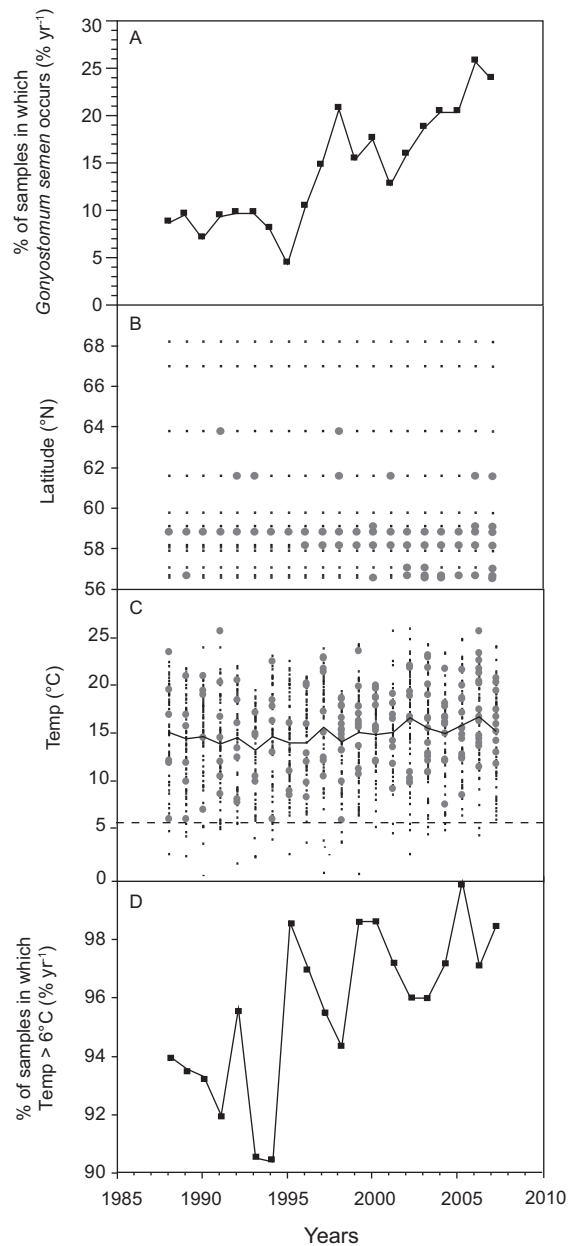 A
% of samples in which
Gonyostomum semen occurs (% yr-1)
30
25
20
15
10
5
0
B
Latitude (°N)
68
66
64
62
60
58
56
C
Temp (°C)
25
20
15
10
5
0
D
% of samples in which
Temp > 6°C (% yr-1)
98
96
94
92
90
1985 1990 1995 2000 2005 2010
Years